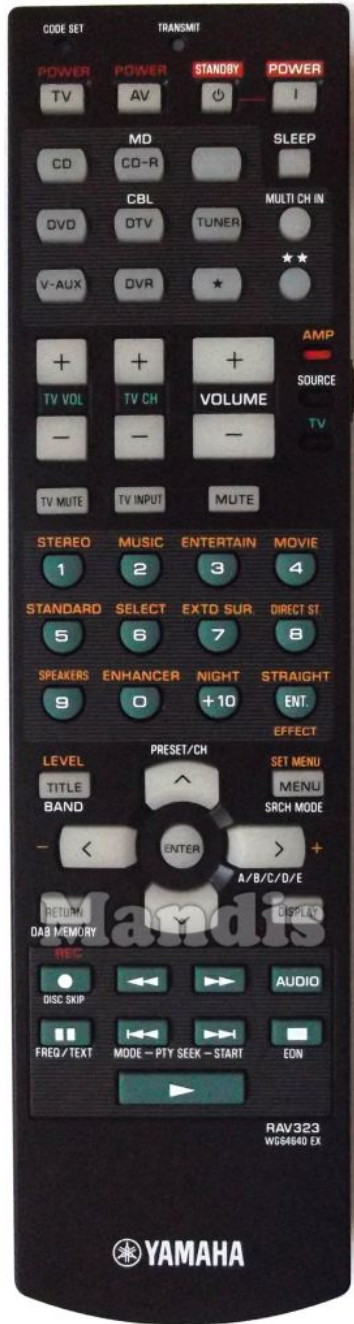 CODE SET TRANSMIT
POWER POWER STANDBY POWER
TV AV I
MD SLEEP
CD CD-R
CBL MULTI CH IN
DVD DTV TUNER
★★
V-AUX DVR ★
AMP
+ + +
SOURCE
TV VOL TV CH VOLUME
TV
− − −
TV MUTE TV INPUT MUTE
STEREO MUSIC ENTERTAIN MOVIE
1 2 3 4
STANDARD SELECT EXTD SUR. DIRECT ST.
5 6 7 8
SPEAKERS ENHANCER NIGHT STRAIGHT
9 0 +10 ENT.
EFFECT
PRESET/CH
LEVEL SET MENU
TITLE MENU
BAND SRCH MODE
− < ENTER > +
A/B/C/D/E
RETURN DISPLAY
Mandis
DAB MEMORY
REC
AUDIO
DISC SKIP
FREQ/TEXT MODE – PTY SEEK – START EON
RAV323
WG64640 EX
YAMAHA